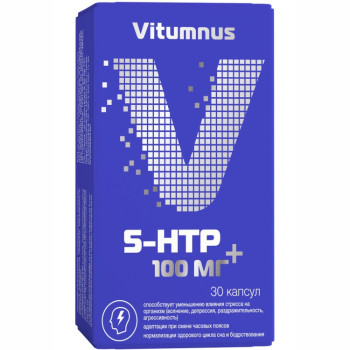 Vitumnus
5-HTP+
100 МГ
30 капсул
способствует уменьшению влияния стресса на
организм (волнение, депрессия, раздражительность,
агрессивность)
адаптации при смене часовых поясов
нормализации здорового цикла сна и бодрствования